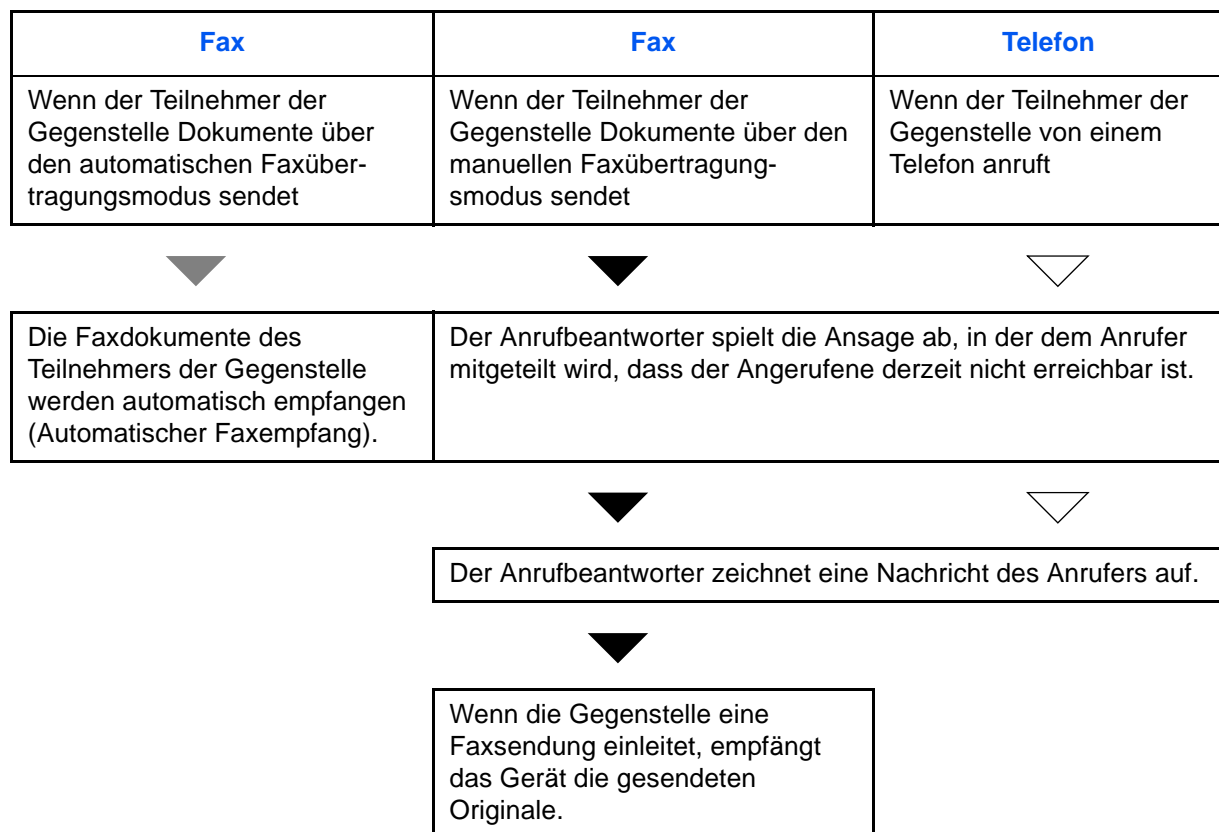 Fax
Fax
Telefon
Wenn der Teilnehmer der
Gegenstelle Dokumente über
den automatischen Faxüber-
tragungsmodus sendet
Wenn der Teilnehmer der
Gegenstelle Dokumente über den
manuellen Faxübertragung-
smodus sendet
Wenn der Teilnehmer der
Gegenstelle von einem
Telefon anruft
Die Faxdokumente des
Teilnehmers der Gegenstelle
werden automatisch empfangen
(Automatischer Faxempfang).
Der Anrufbeantworter spielt die Ansage ab, in der dem Anrufer
mitgeteilt wird, dass der Angerufene derzeit nicht erreichbar ist.
Der Anrufbeantworter zeichnet eine Nachricht des Anrufers auf.
Wenn die Gegenstelle eine
Faxsendung einleitet, empfängt
das Gerät die gesendeten
Originale.